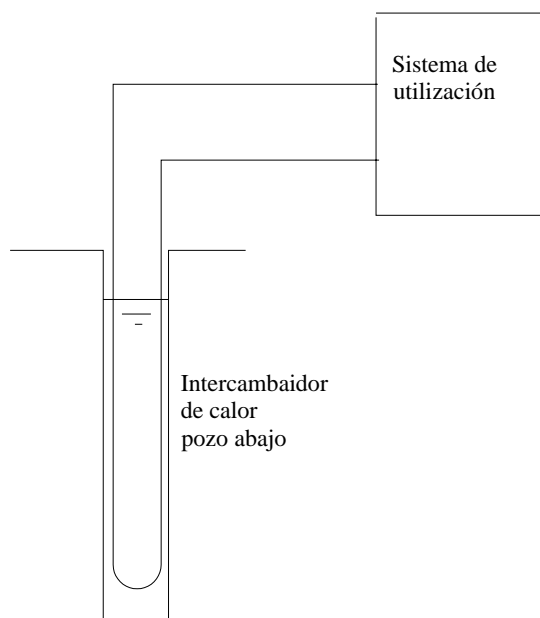 Sistema de
utilización
Intercambaidor
de calor
pozo abajo